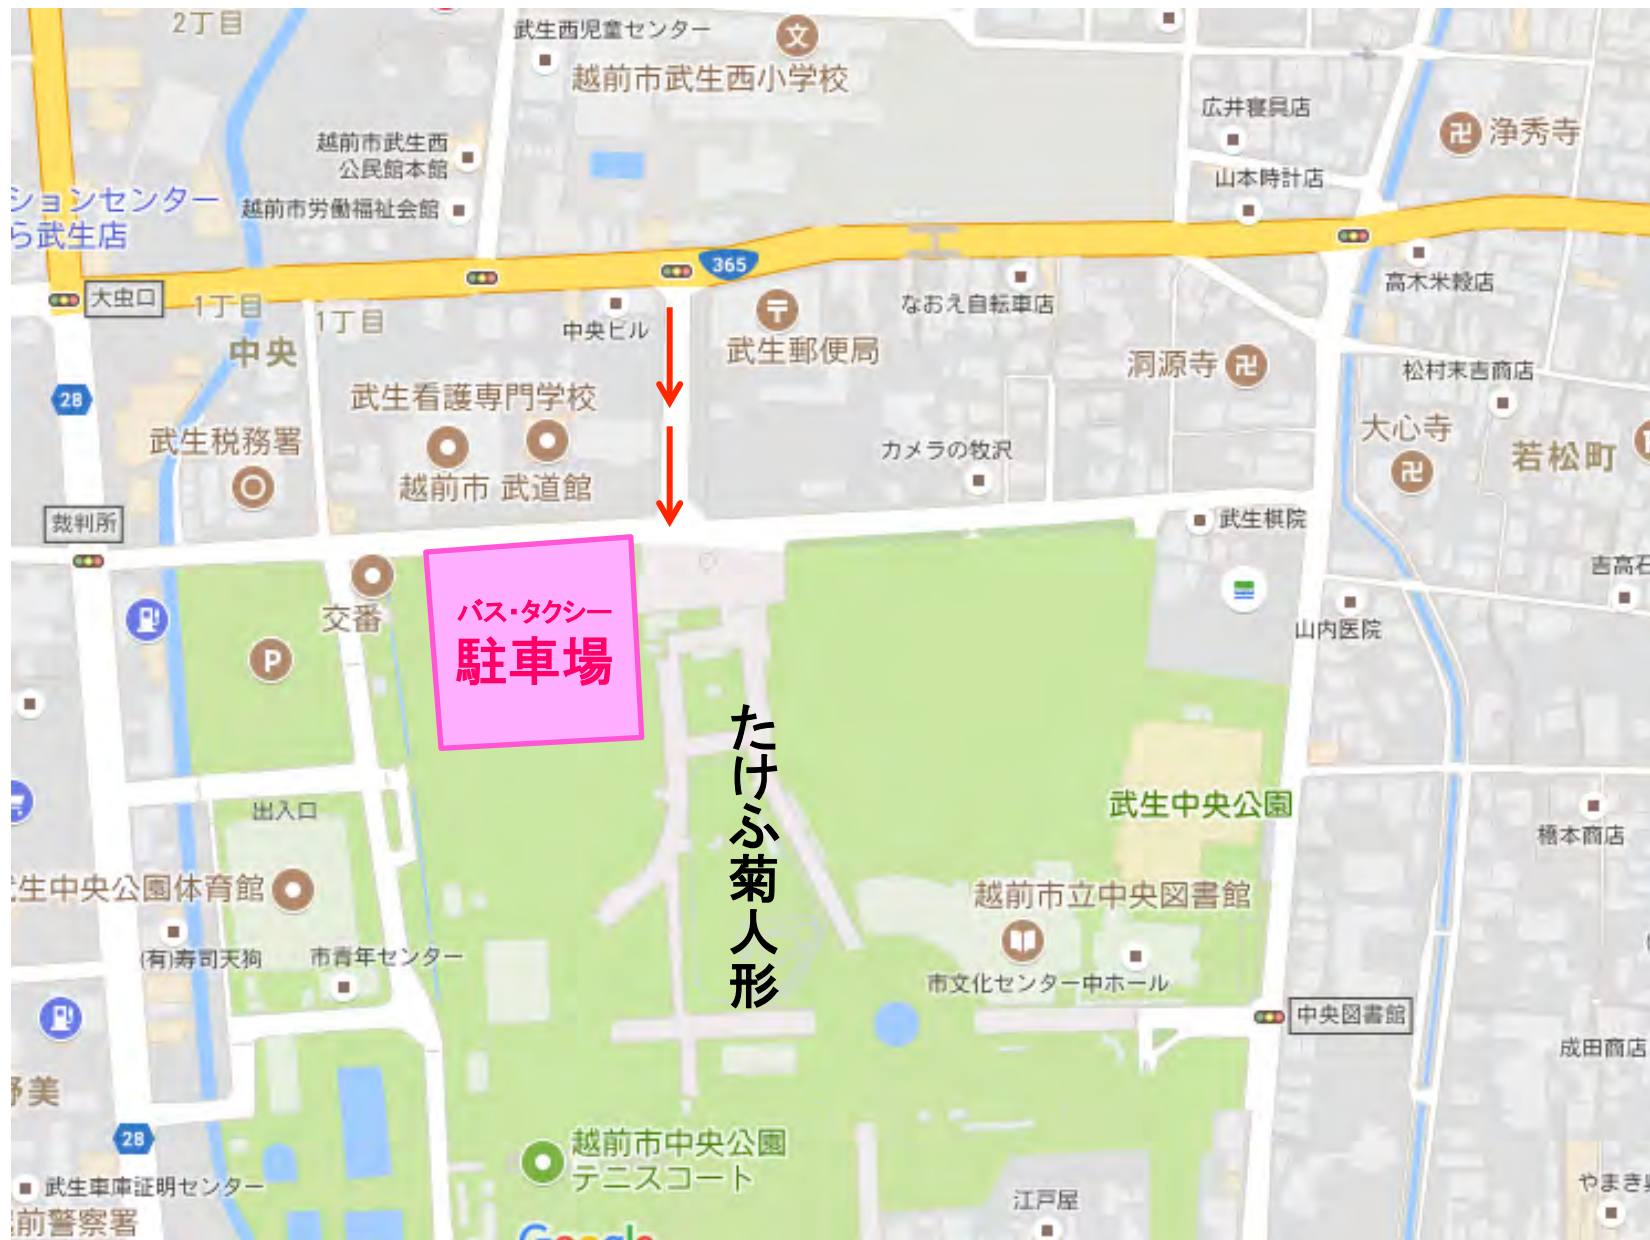 2丁目
武生西児童センター
文
越前市武生西小学校
広井寝具店
卍
浄秀寺
越前市武生西
公民館本館
山本時計店
ションセンター
ら武生店
越前市労働福祉会館
365
高木米穀店
大虫口
1丁目
1丁目
中央ビル
〒
武生郵便局
なおえ自転車店
中央
洞源寺
卍
松村末吉商店
28
武生看護専門学校
武生税務署
越前市 武道館
カメラの牧沢
大心寺
卍
若松町
裁判所
武生棋院
吉高石
交番
バス・タクシー
駐車場
P
山内医院
たけふ菊人形
武生中央公園
出入口
橋本商店
生中央公園体育館
越前市立中央図書館
(有)寿司天狗
市青年センター
市文化センター中ホール
中央図書館
成田商店
美
28
越前市中央公園
テニスコート
武生車庫証明センター
前警察署
江戸屋
やまき
Google